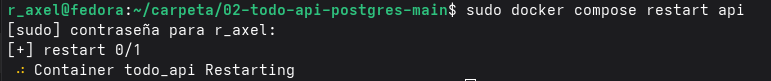 r_axel@fedora:~/carpeta/02-todo-api-postgres-main$ sudo docker compose restart api
[sudo] contraseña para r_axel:
[+] restart 0/1
⠴ Container todo_api Restarting